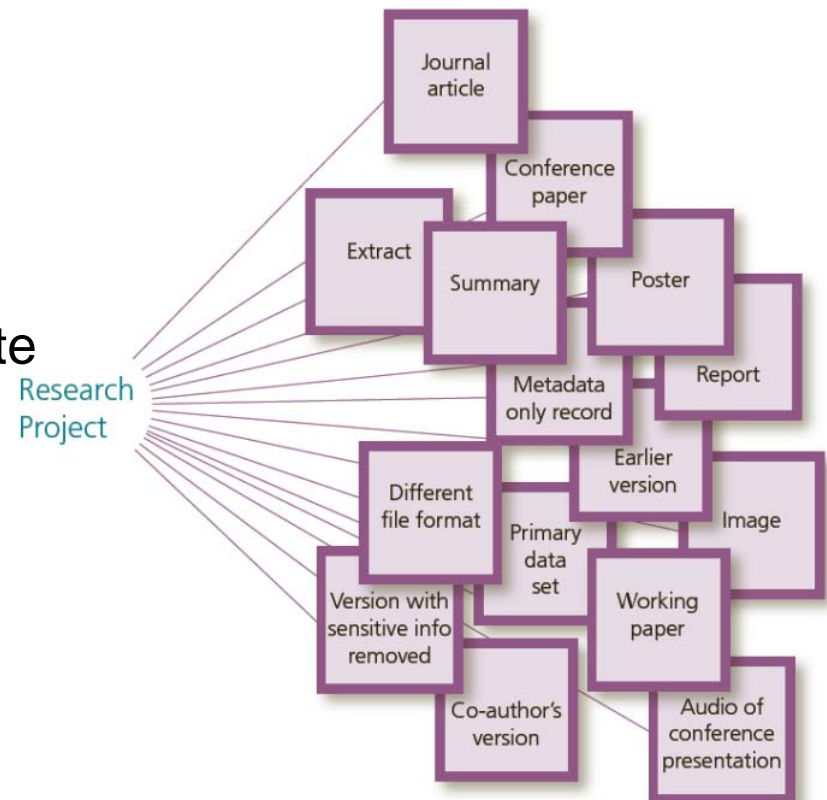 Journal
article
Conference
paper
Extract
Summary
Poster
te
Research
Project
Metadata
only record
Report
Earlier
version
Different
file format
Primary
data
set
Image
Version with
sensitive info
removed
Working
paper
Co-author's
version
Audio of
conference
presentation